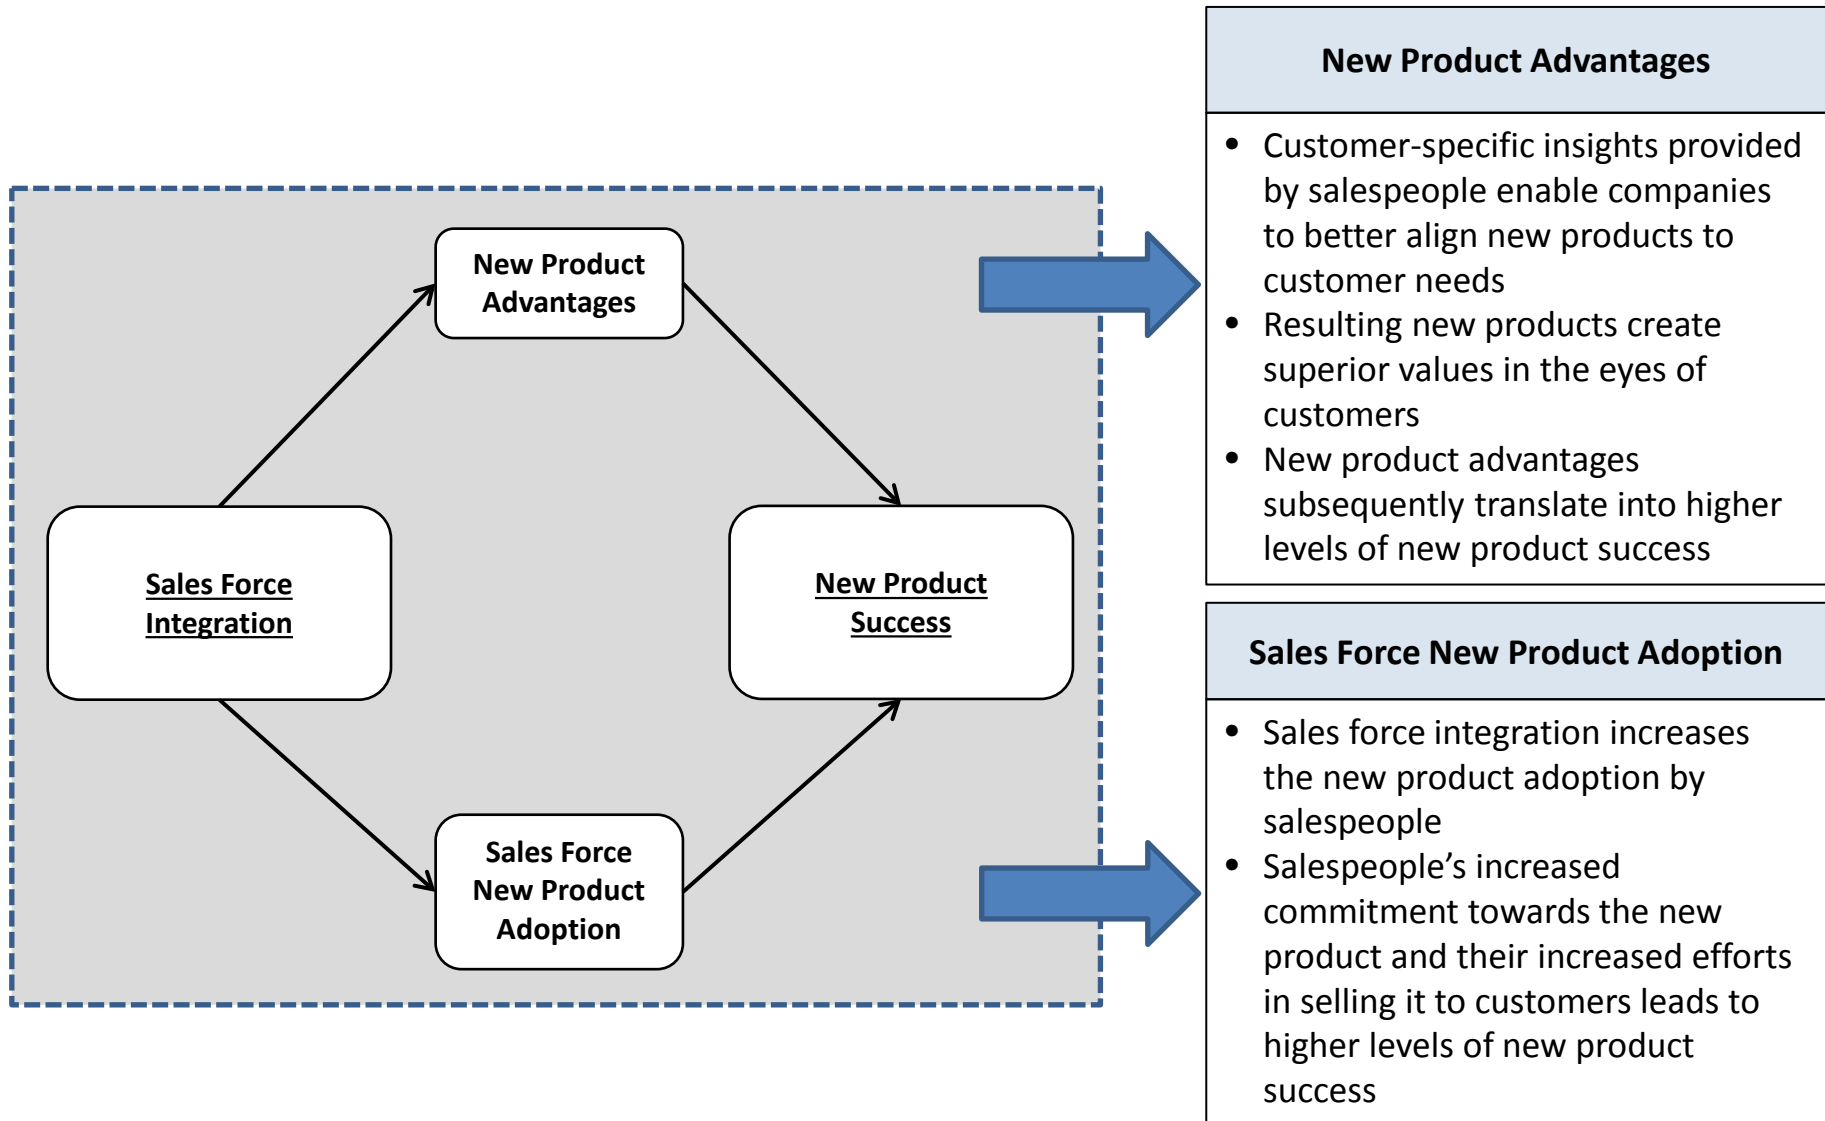 New Product
Advantages
Sales Force
Integration
New Product
Success
Sales Force
New Product
Adoption
New Product Advantages
• Customer-specific insights provided
by salespeople enable companies
to better align new products to
customer needs
• Resulting new products create
superior values in the eyes of
customers
• New product advantages
subsequently translate into higher
levels of new product success
Sales Force New Product Adoption
• Sales force integration increases
the new product adoption by
salespeople
• Salespeople’s increased
commitment towards the new
product and their increased efforts
in selling it to customers leads to
higher levels of new product
success